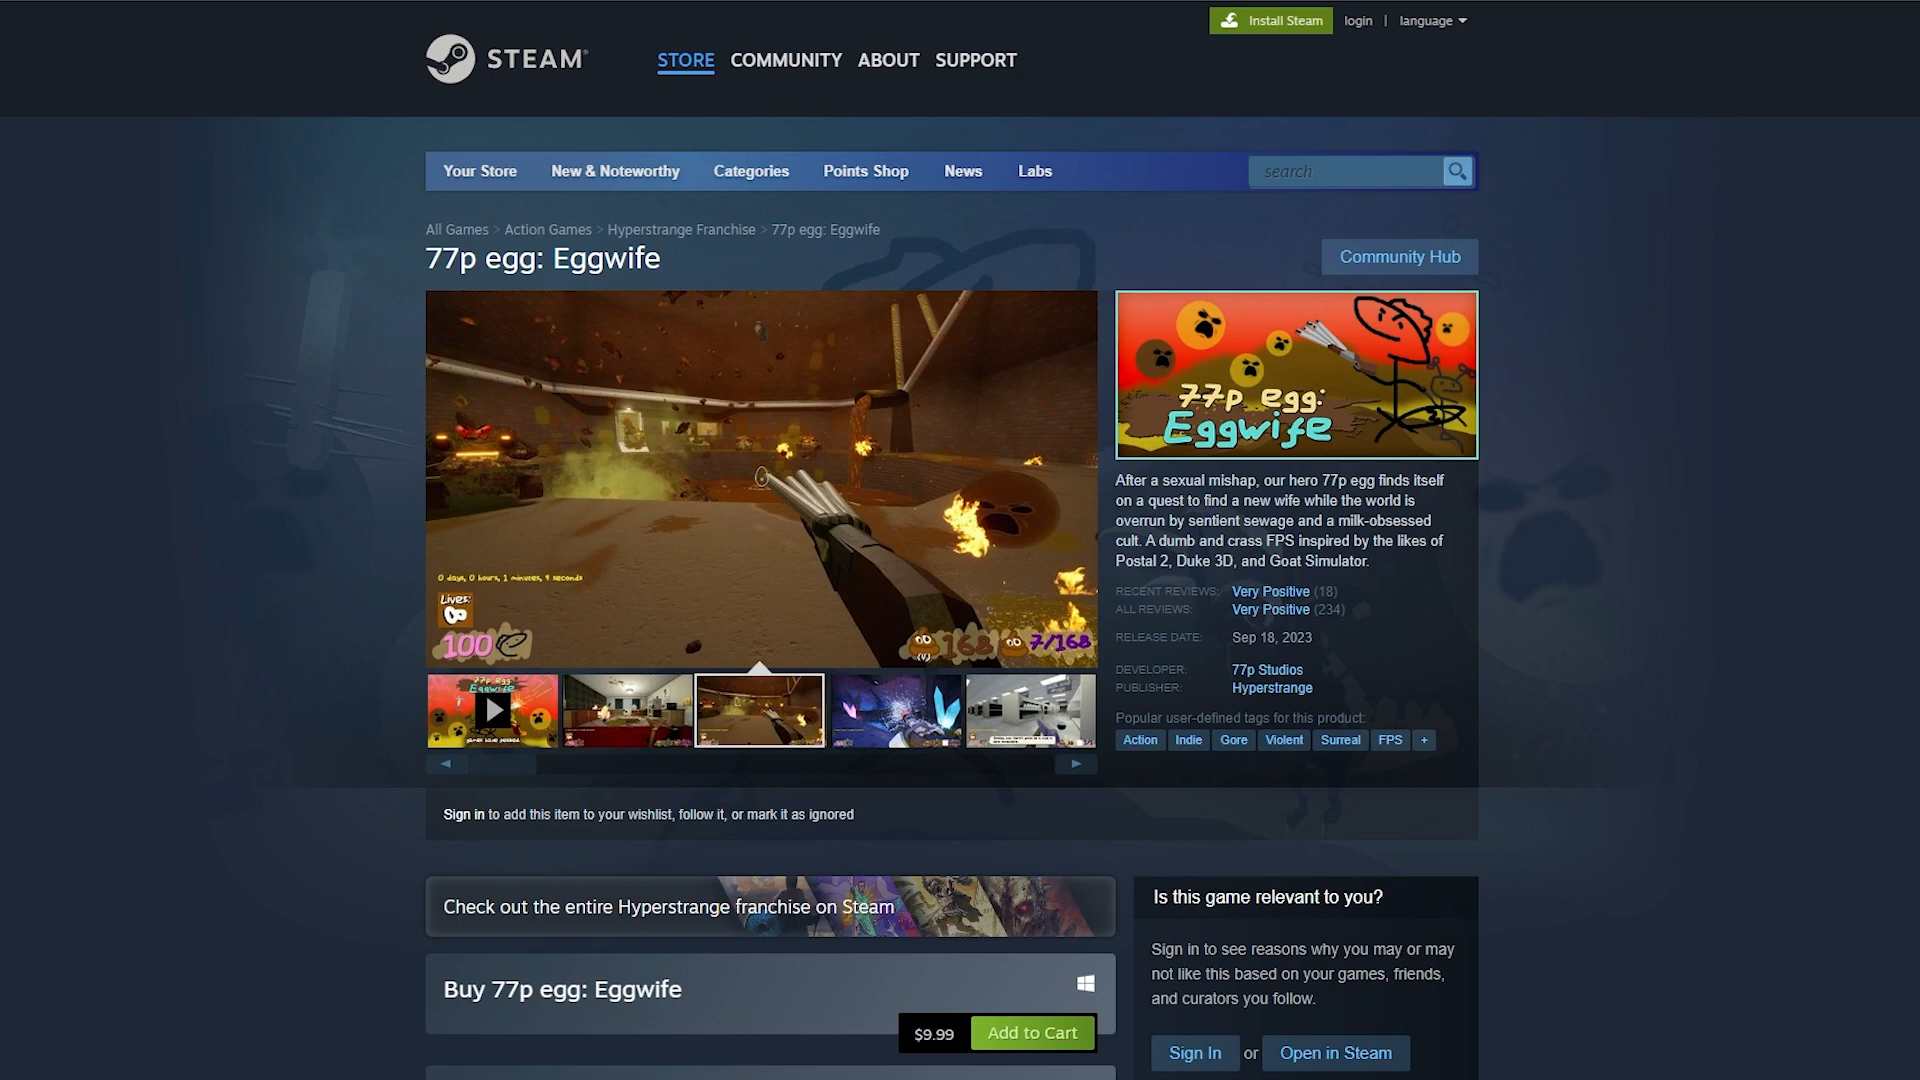 Install Steam
login | language
STEAM®
STORE COMMUNITY ABOUT SUPPORT
Your Store New & Noteworthy Categories Points Shop News Labs
search
All Games > Action Games > Hyperstrange Franchise > 77p egg: Eggwife
77p egg: Eggwife
Community Hub
77p egg:
Eggwife
After a sexual mishap, our hero 77p egg finds itself
on a quest to find a new wife while the world is
overrun by sentient sewage and a milk-obsessed
cult. A dumb and crass FPS inspired by the likes of
Postal 2, Duke 3D, and Goat Simulator.
0 days, 0 hours, 1 minutes, 9 seconds
Lives:
100
168
7/168
RECENT REVIEWS: Very Positive (18)
ALL REVIEWS: Very Positive (234)
RELEASE DATE: Sep 18, 2023
DEVELOPER: 77p Studios
PUBLISHER: Hyperstrange
Popular user-defined tags for this product:
Action Indie Gore Violent Surreal FPS +
77p egg:
Eggwife
Sign in to add this item to your wishlist, follow it, or mark it as ignored
Check out the entire Hyperstrange franchise on Steam
Buy 77p egg: Eggwife
$9.99 Add to Cart
Is this game relevant to you?
Sign in to see reasons why you may or may
not like this based on your games, friends,
and curators you follow.
Sign In or Open in Steam